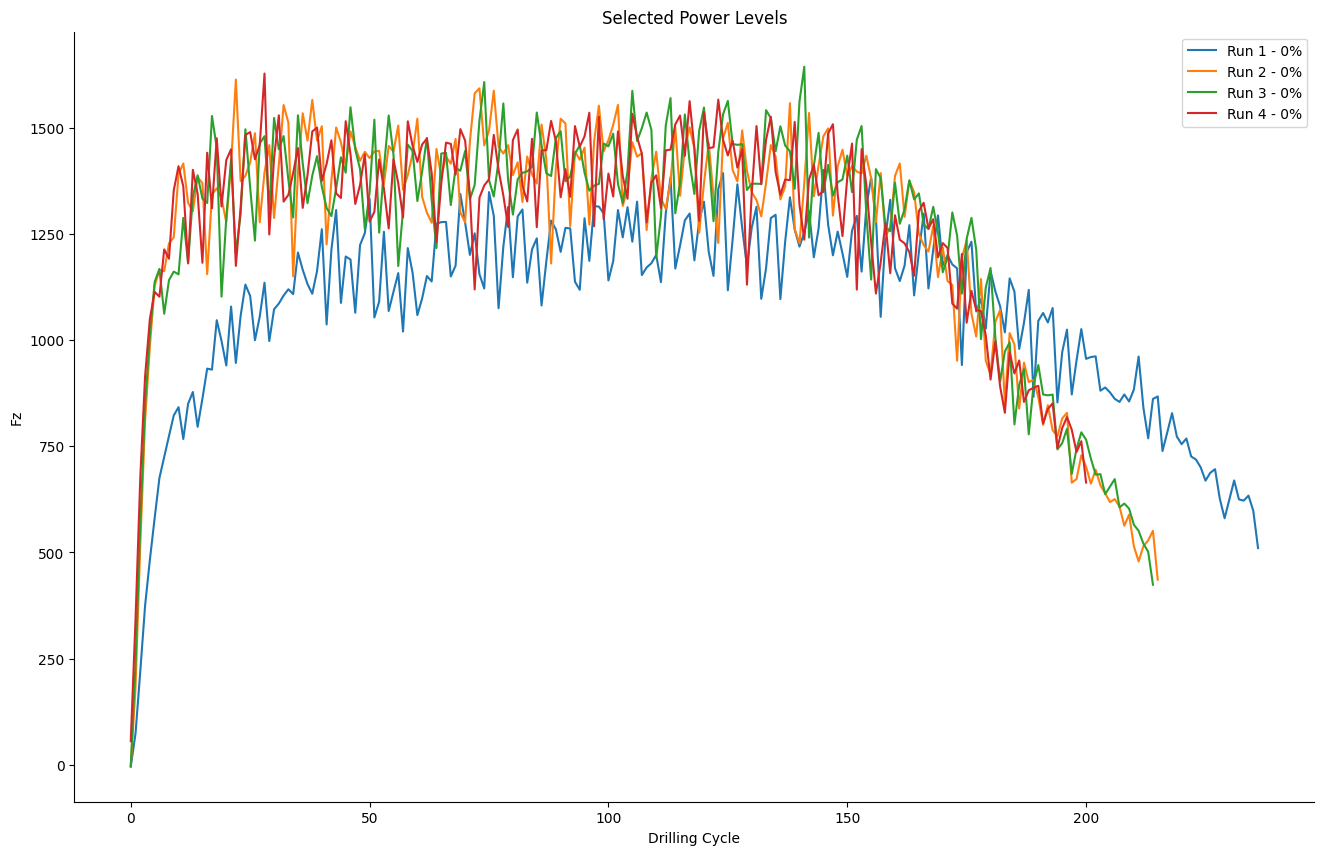 Selected Power Levels
Run 1 - 0%
Run 2 - 0%
Run 3 - 0%
Run 4 - 0%
1500
1250
1000
750
500
250
0
Fz
0 50 100 150 200
Drilling Cycle